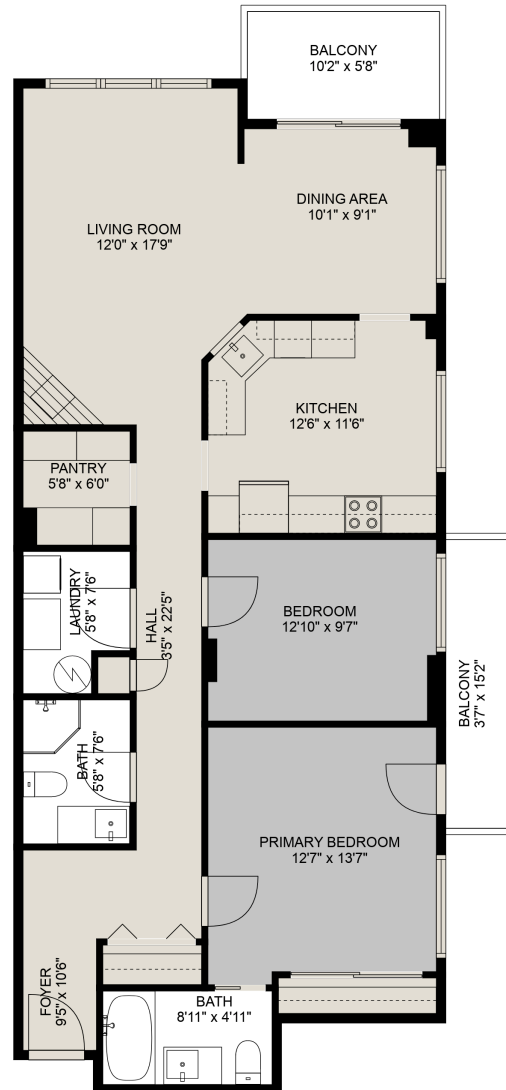 BALCONY
10'2" x 5'8"
DINING AREA
10'1" x 9'1"
LIVING ROOM
12'0" x 17'9"
KITCHEN
12'6" x 11'6"
PANTRY
5'8" x 6'0"
LAUNDRY
5'8" x 7'6"
HALL
3'5" x 22'5"
BEDROOM
12'10" x 9'7"
BALCONY
3'7" x 15'2"
BATH
5'8" x 7'6"
PRIMARY BEDROOM
12'7" x 13'7"
FOYER
9'5" x 10'6"
BATH
8'11" x 4'11"